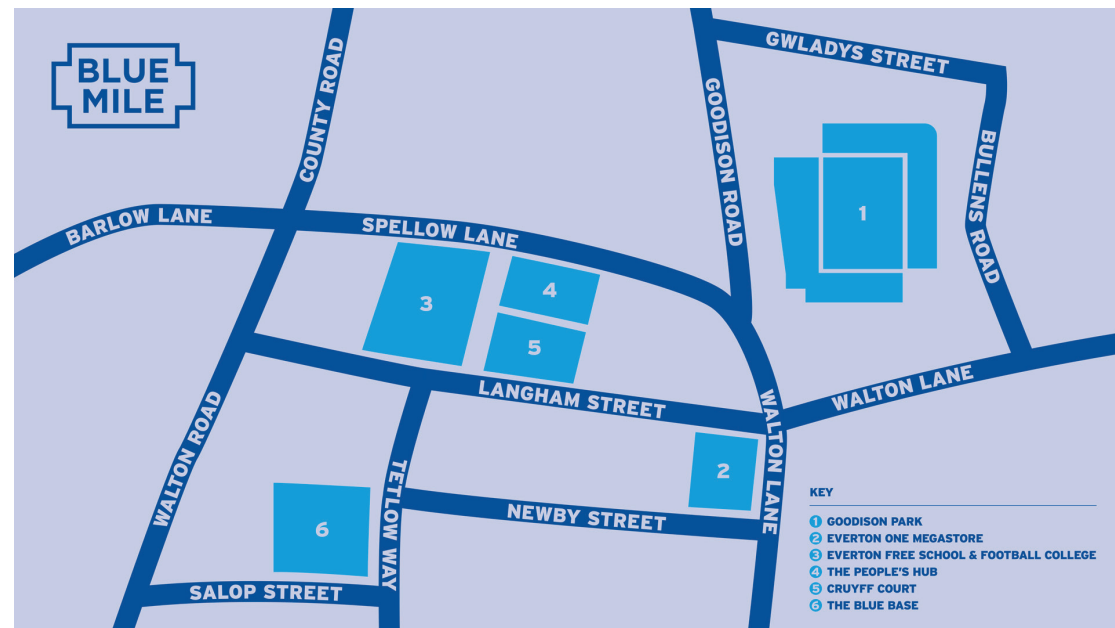 BLUE
MILE
COUNTY ROAD
GOODISON ROAD
GWLADYS STREET
BULLENS ROAD
1
BARLOW LANE
SPELLOW LANE
3
4
5
LANGHAM STREET
WALTON LANE
WALTON LANE
WALTON ROAD
TETLOW WAY
2
6
NEWBY STREET
SALOP STREET
KEY
1 GOODISON PARK
2 EVERTON ONE MEGASTORE
3 EVERTON FREE SCHOOL & FOOTBALL COLLEGE
4 THE PEOPLE'S HUB
5 CRUYFF COURT
6 THE BLUE BASE